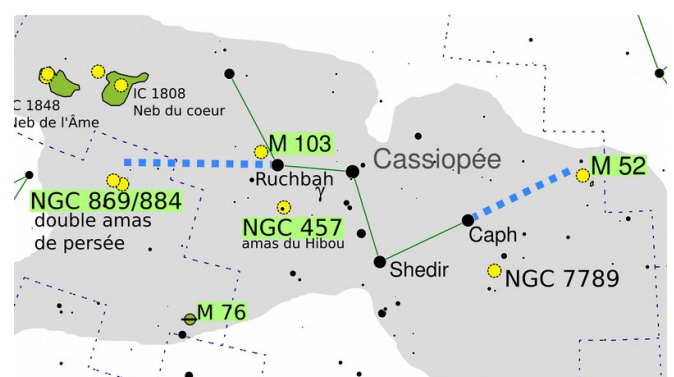 IC 1808
Neb du coeur
C 1848
Neb de l'Âme
M 103
Cassiopée
M 52
Ruchbah
γ
NGC 869/884
double amas
de persée
NGC 457
amas du Hibou
Caph
Shedir
NGC 7789
M 76